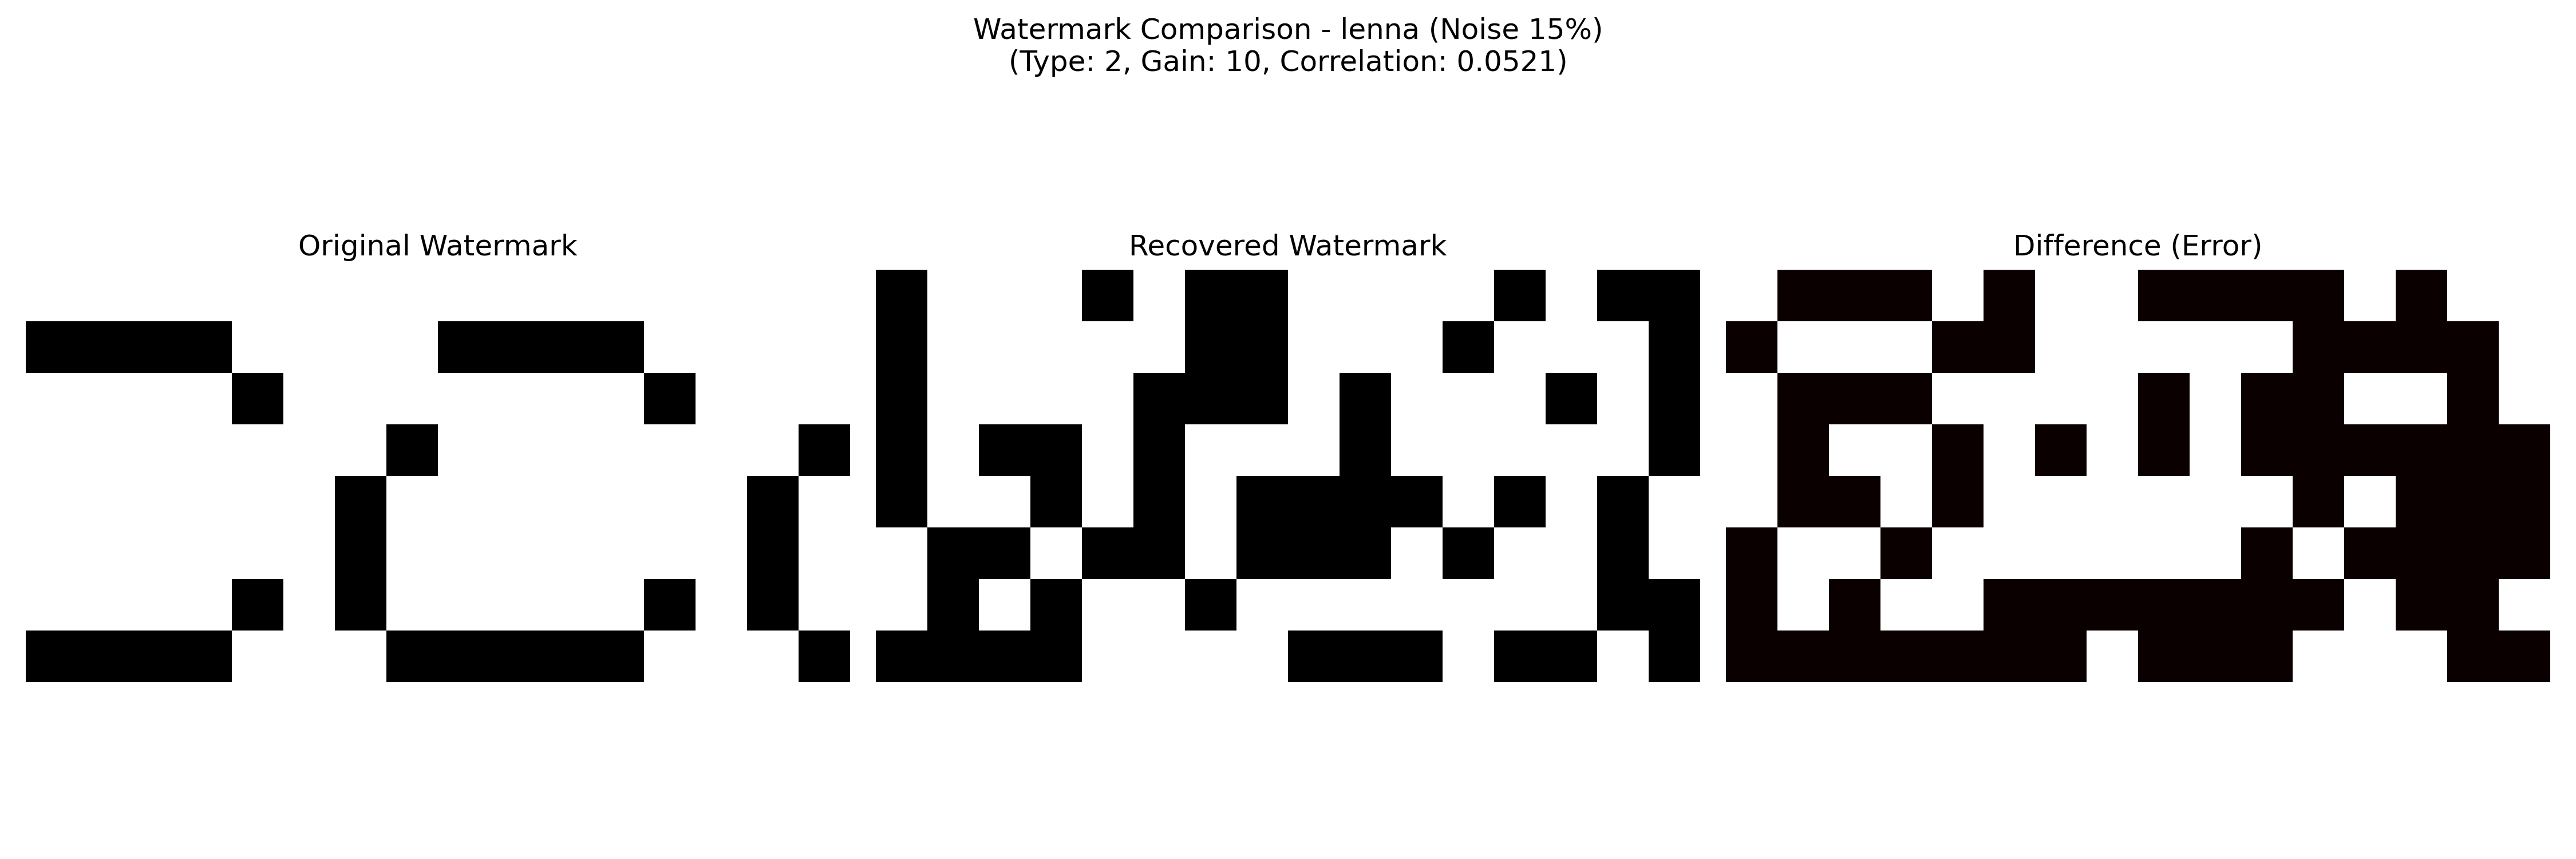 Watermark Comparison - lenna (Noise 15%)
(Type: 2, Gain: 10, Correlation: 0.0521)
Original Watermark
Recovered Watermark
Difference (Error)